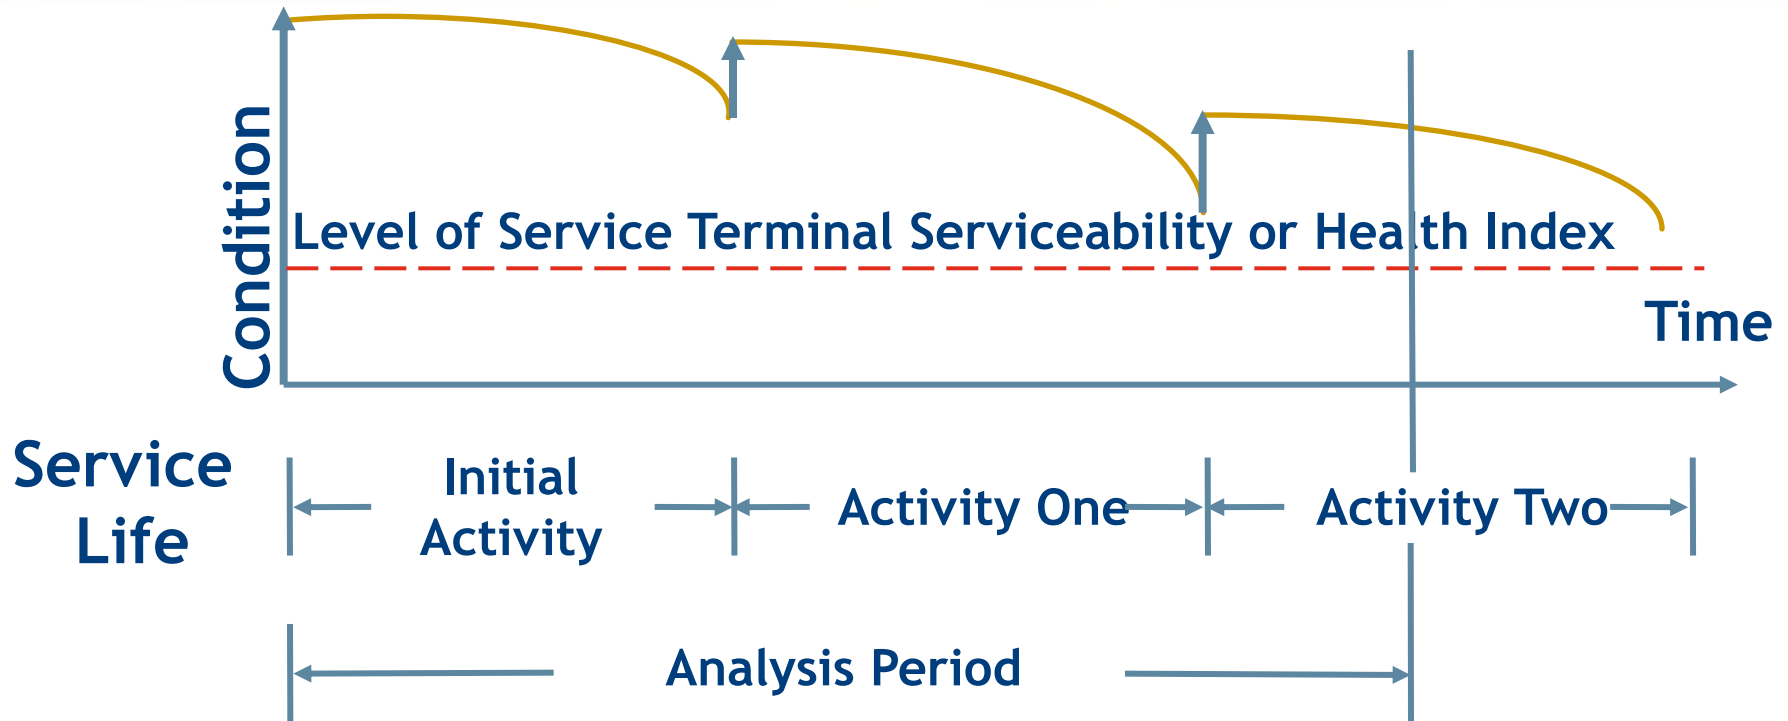 Condition
Level of Service Terminal Serviceability or Health Index
Time
Service
Life
Initial
Activity
Activity One
Activity Two
Analysis Period